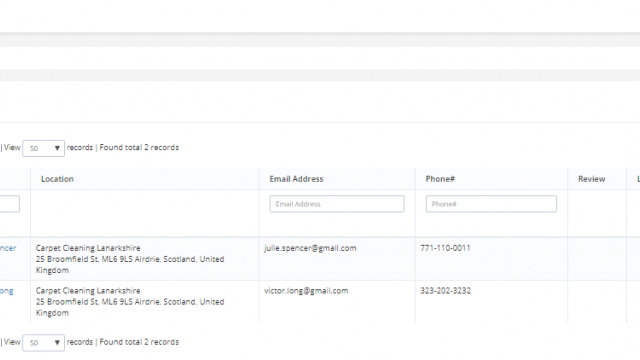 | View 50 ▼ records | Found total 2 records
Location Email Address Phone# Review L
Email Address Phone#
ncer Carpet Cleaning Lanarkshire julie.spencer@gmail.com 771-110-0011
25 Broomfield St, ML6 9LS Airdrie, Scotland, United
Kingdom
ong Carpet Cleaning Lanarkshire victor.long@gmail.com 323-202-3232
25 Broomfield St, ML6 9LS Airdrie, Scotland, United
Kingdom
| View 50 ▼ records | Found total 2 records